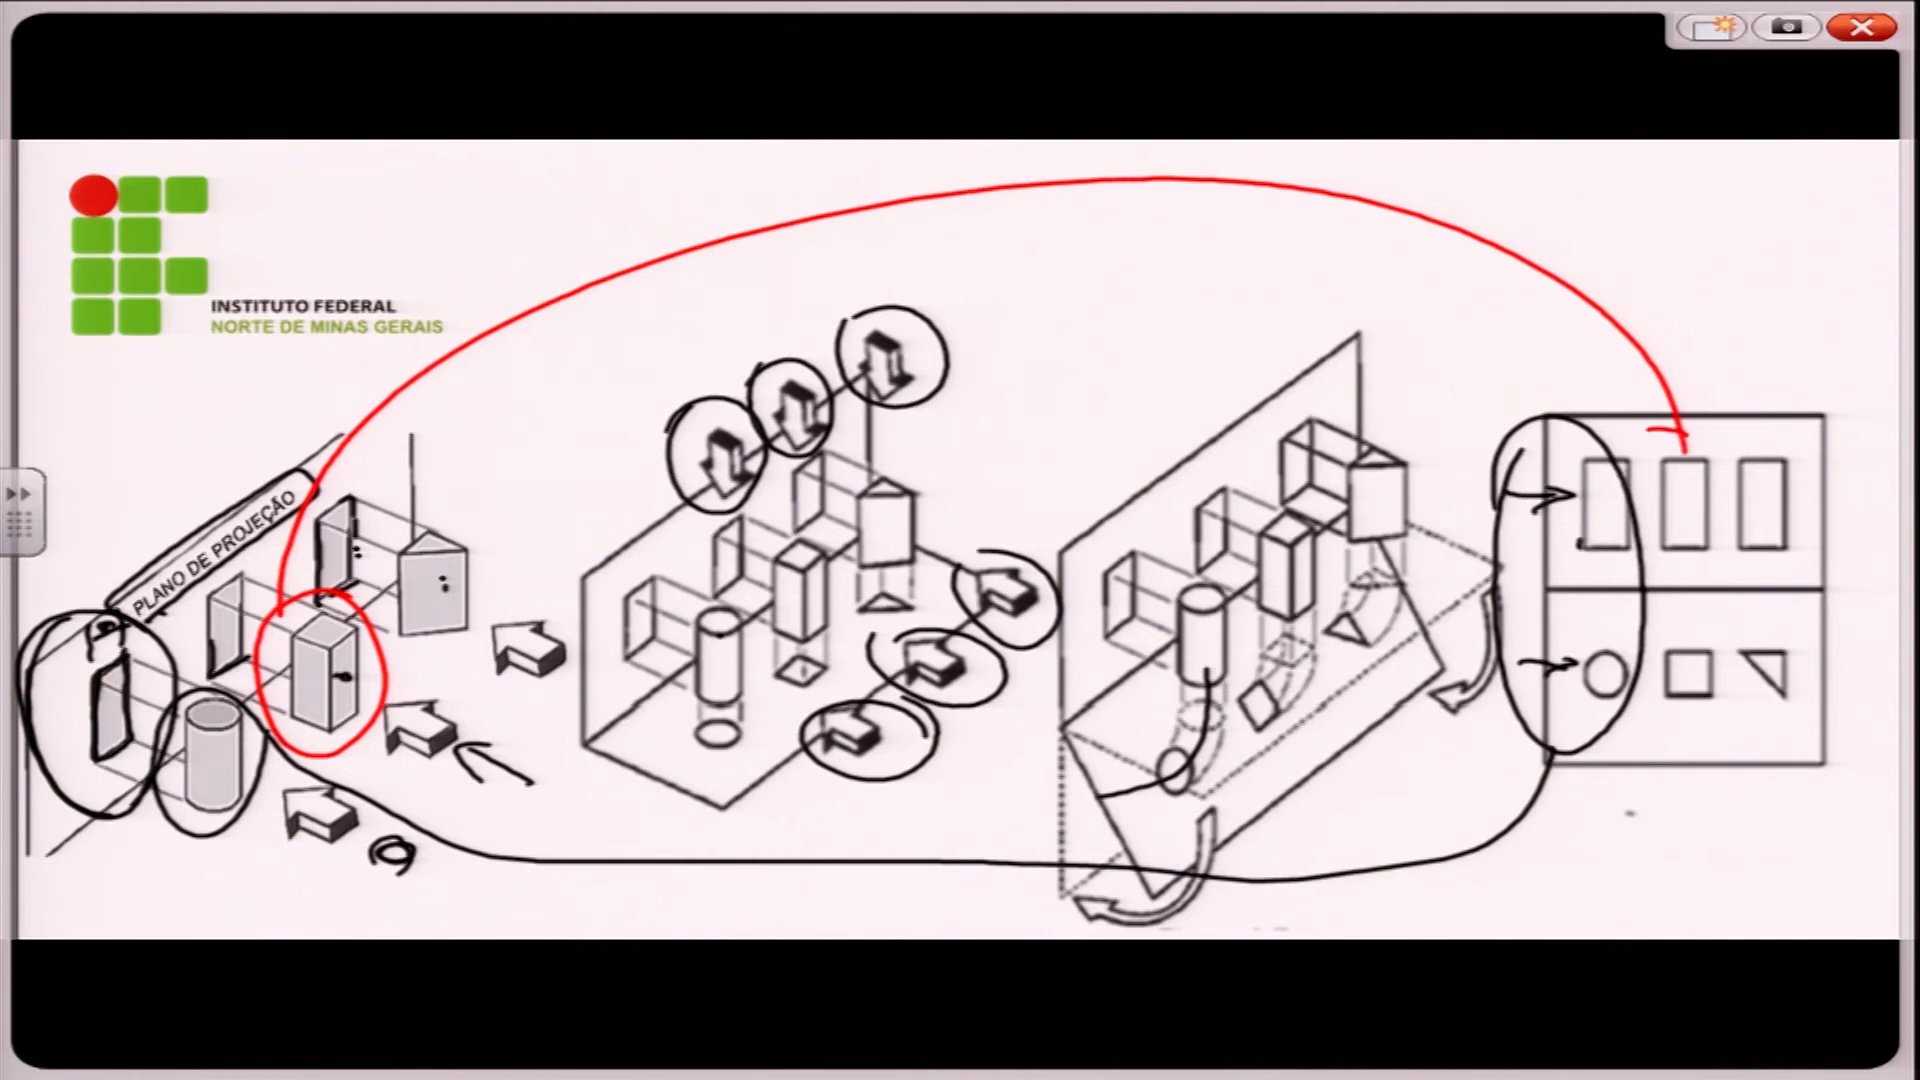 INSTITUTO FEDERAL
NORTE DE MINAS GERAIS
PLANO DE PROJEÇÃO